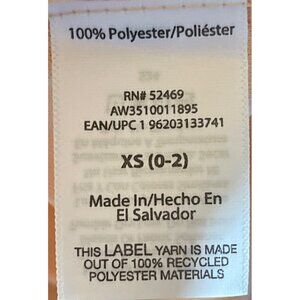 100% Polyester/Poliéster
RN# 52469
AW3510011895
EAN/UPC 1 96203133741
XS (0-2)
Made In/Hecho En
El Salvador
THIS LABEL YARN IS MADE
OUT OF 100% RECYCLED
POLYESTER MATERIALS